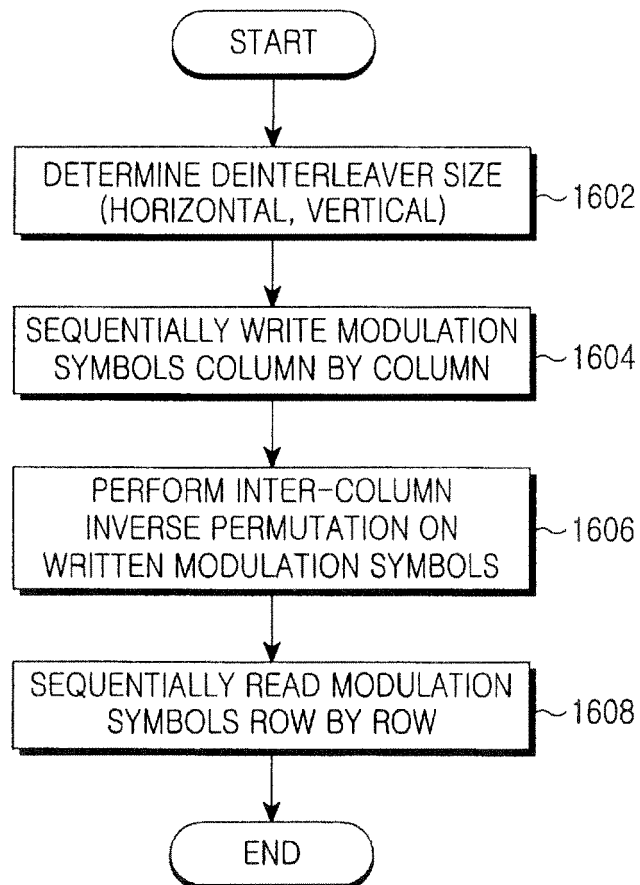 START
DETERMINE DEINTERLEAVER SIZE
(HORIZONTAL, VERTICAL)
1602
SEQUENTIALLY WRITE MODULATION
SYMBOLS COLUMN BY COLUMN
1604
PERFORM INTER-COLUMN
INVERSE PERMUTATION ON
WRITTEN MODULATION SYMBOLS
1606
SEQUENTIALLY READ MODULATION
SYMBOLS ROW BY ROW
1608
END